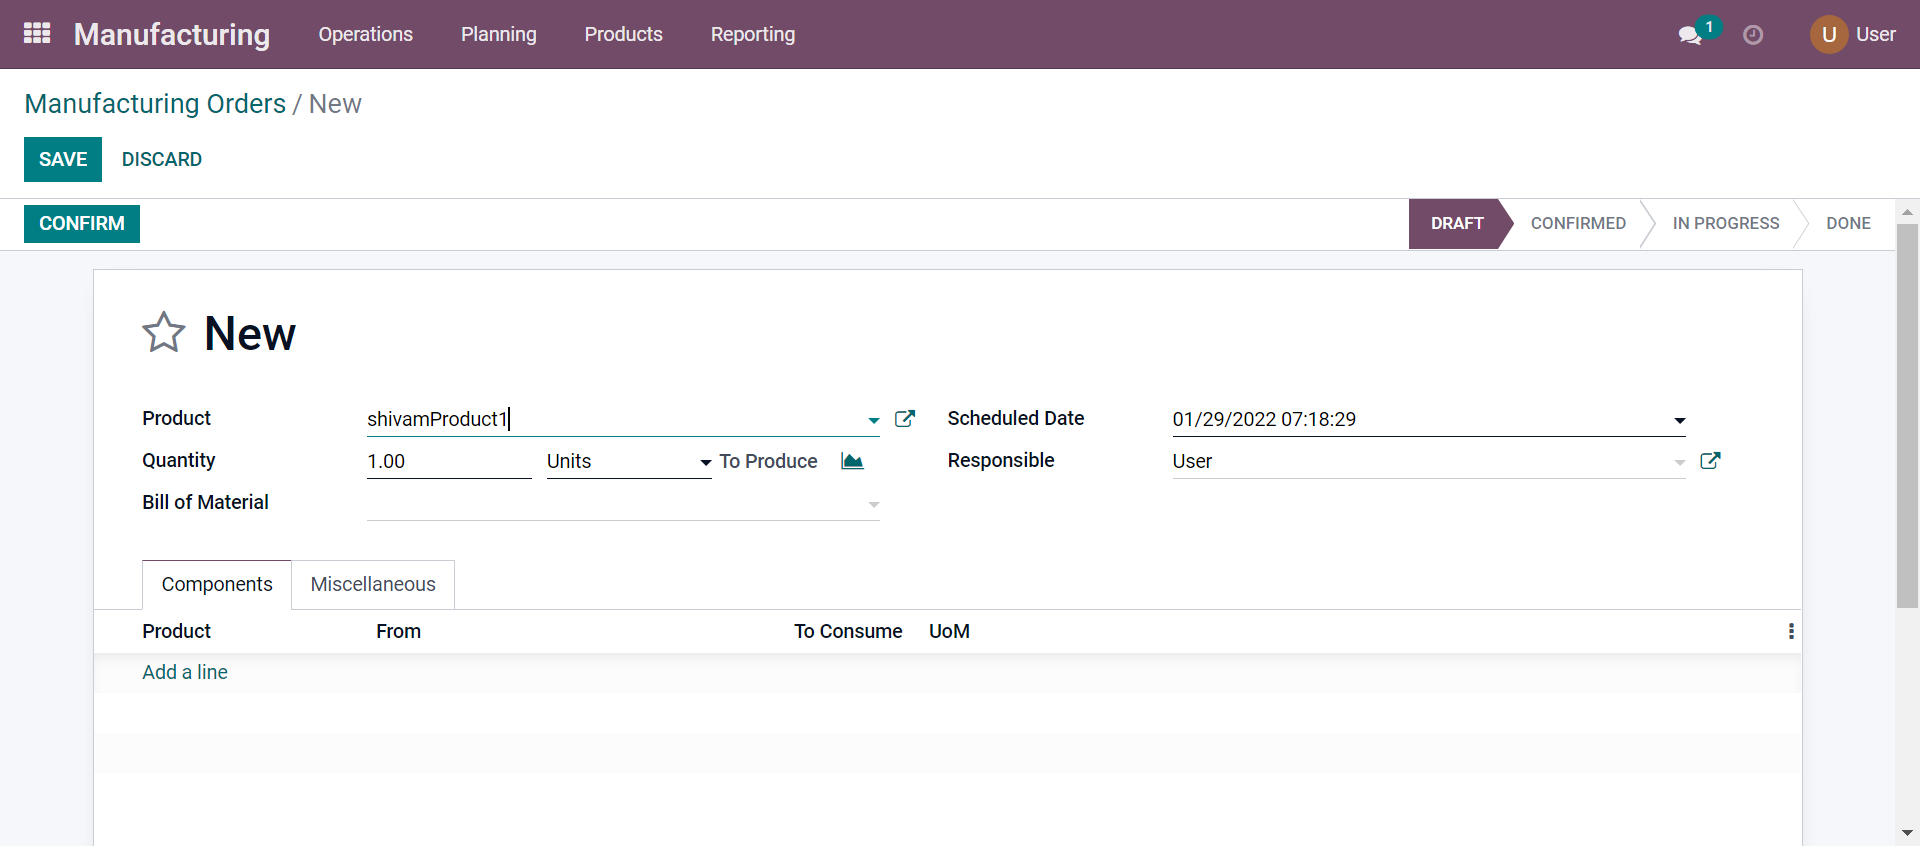 Manufacturing Operations Planning Products Reporting 1 U User
Manufacturing Orders / New
SAVE DISCARD
CONFIRM DRAFT CONFIRMED IN PROGRESS DONE
New
Product shivamProduct1 Scheduled Date 01/29/2022 07:18:29
Quantity 1.00 Units To Produce Responsible User
Bill of Material
Components Miscellaneous
Product From To Consume UoM
Add a line